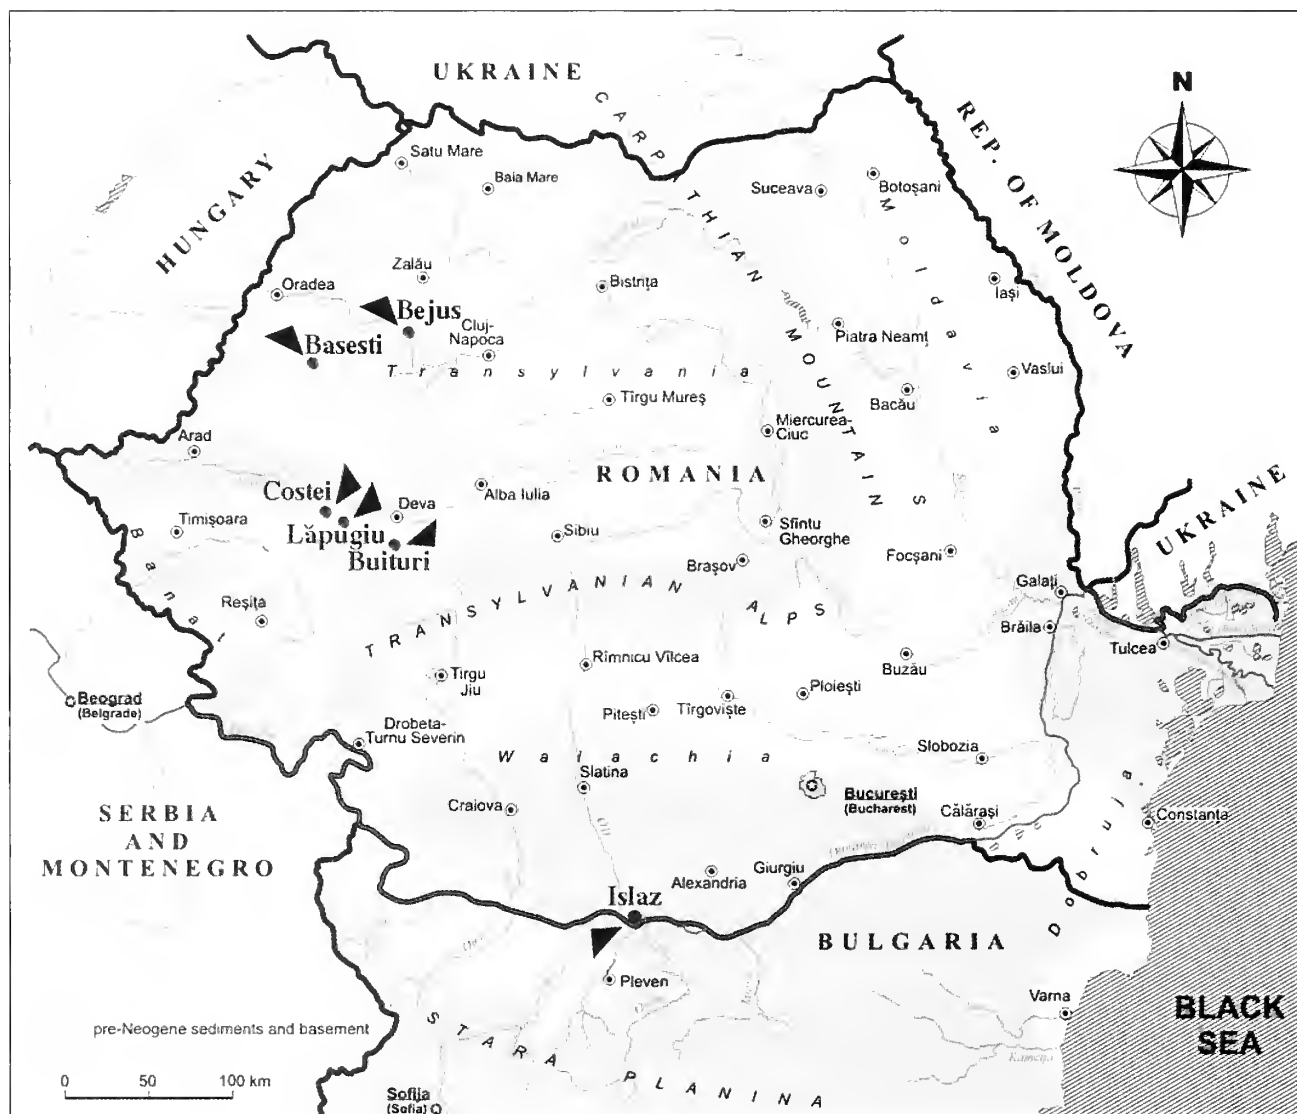 UKRAINE
CARPATHIAN MOUNTAINS
REP. OF MOLDOVA
N
HUNGARY
Satu Mare
Baia Mare
Suceava
Botoşani
Moldavia
Zalău
Oradea
Bistriţa
Iaşi
Bejus
Basesti
Cluj-
Napoca
Piatra Neamţ
Transylvania
Vaslui
Tîrgu Mureş
Bacău
Miercurea-
Ciuc
Arad
ROMANIA
Costei
Alba Iulia
Deva
Lăpugiu
Buituri
Timişoara
Banat
Sibiu
Sfîntu
Gheorghe
Focşani
UKRAINE
Braşov
Galaţi
Reşiţa
TRANSYLVANIAN ALPS
Brăila
Tulcea
Rîmnicu Vîlcea
Buzău
Tîrgu
Jiu
Ploieşti
Beograd
(Belgrade)
Piteşti
Tîrgovişte
Drobeta-
Turnu Severin
Walachia
Slobozia
Slatina
Bucureşti
(Bucharest)
Craiova
Olt
Călăraşi
Constanţa
Dobruja
SERBIA
AND
MONTENEGRO
Alexandria
Giurgiu
Islaz
BULGARIA
Pleven
Varna
BLACK
SEA
pre-Neogene sediments and basement
STARA PLANINA
0 50 100 km
Sofija
(Sofia)